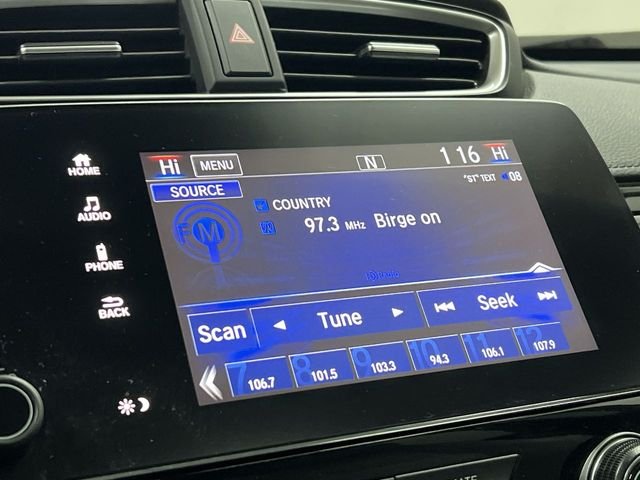 HOME
AUDIO
PHONE
BACK
Hi MENU N 1 16 Hi
SOURCE "ST" TEXT 08
FM COUNTRY
97.3 MHz Birge on
HD Radio
Scan Tune Seek
7 106.7 8 101.5 9 103.3 10 94.3 11 106.1 12 107.9